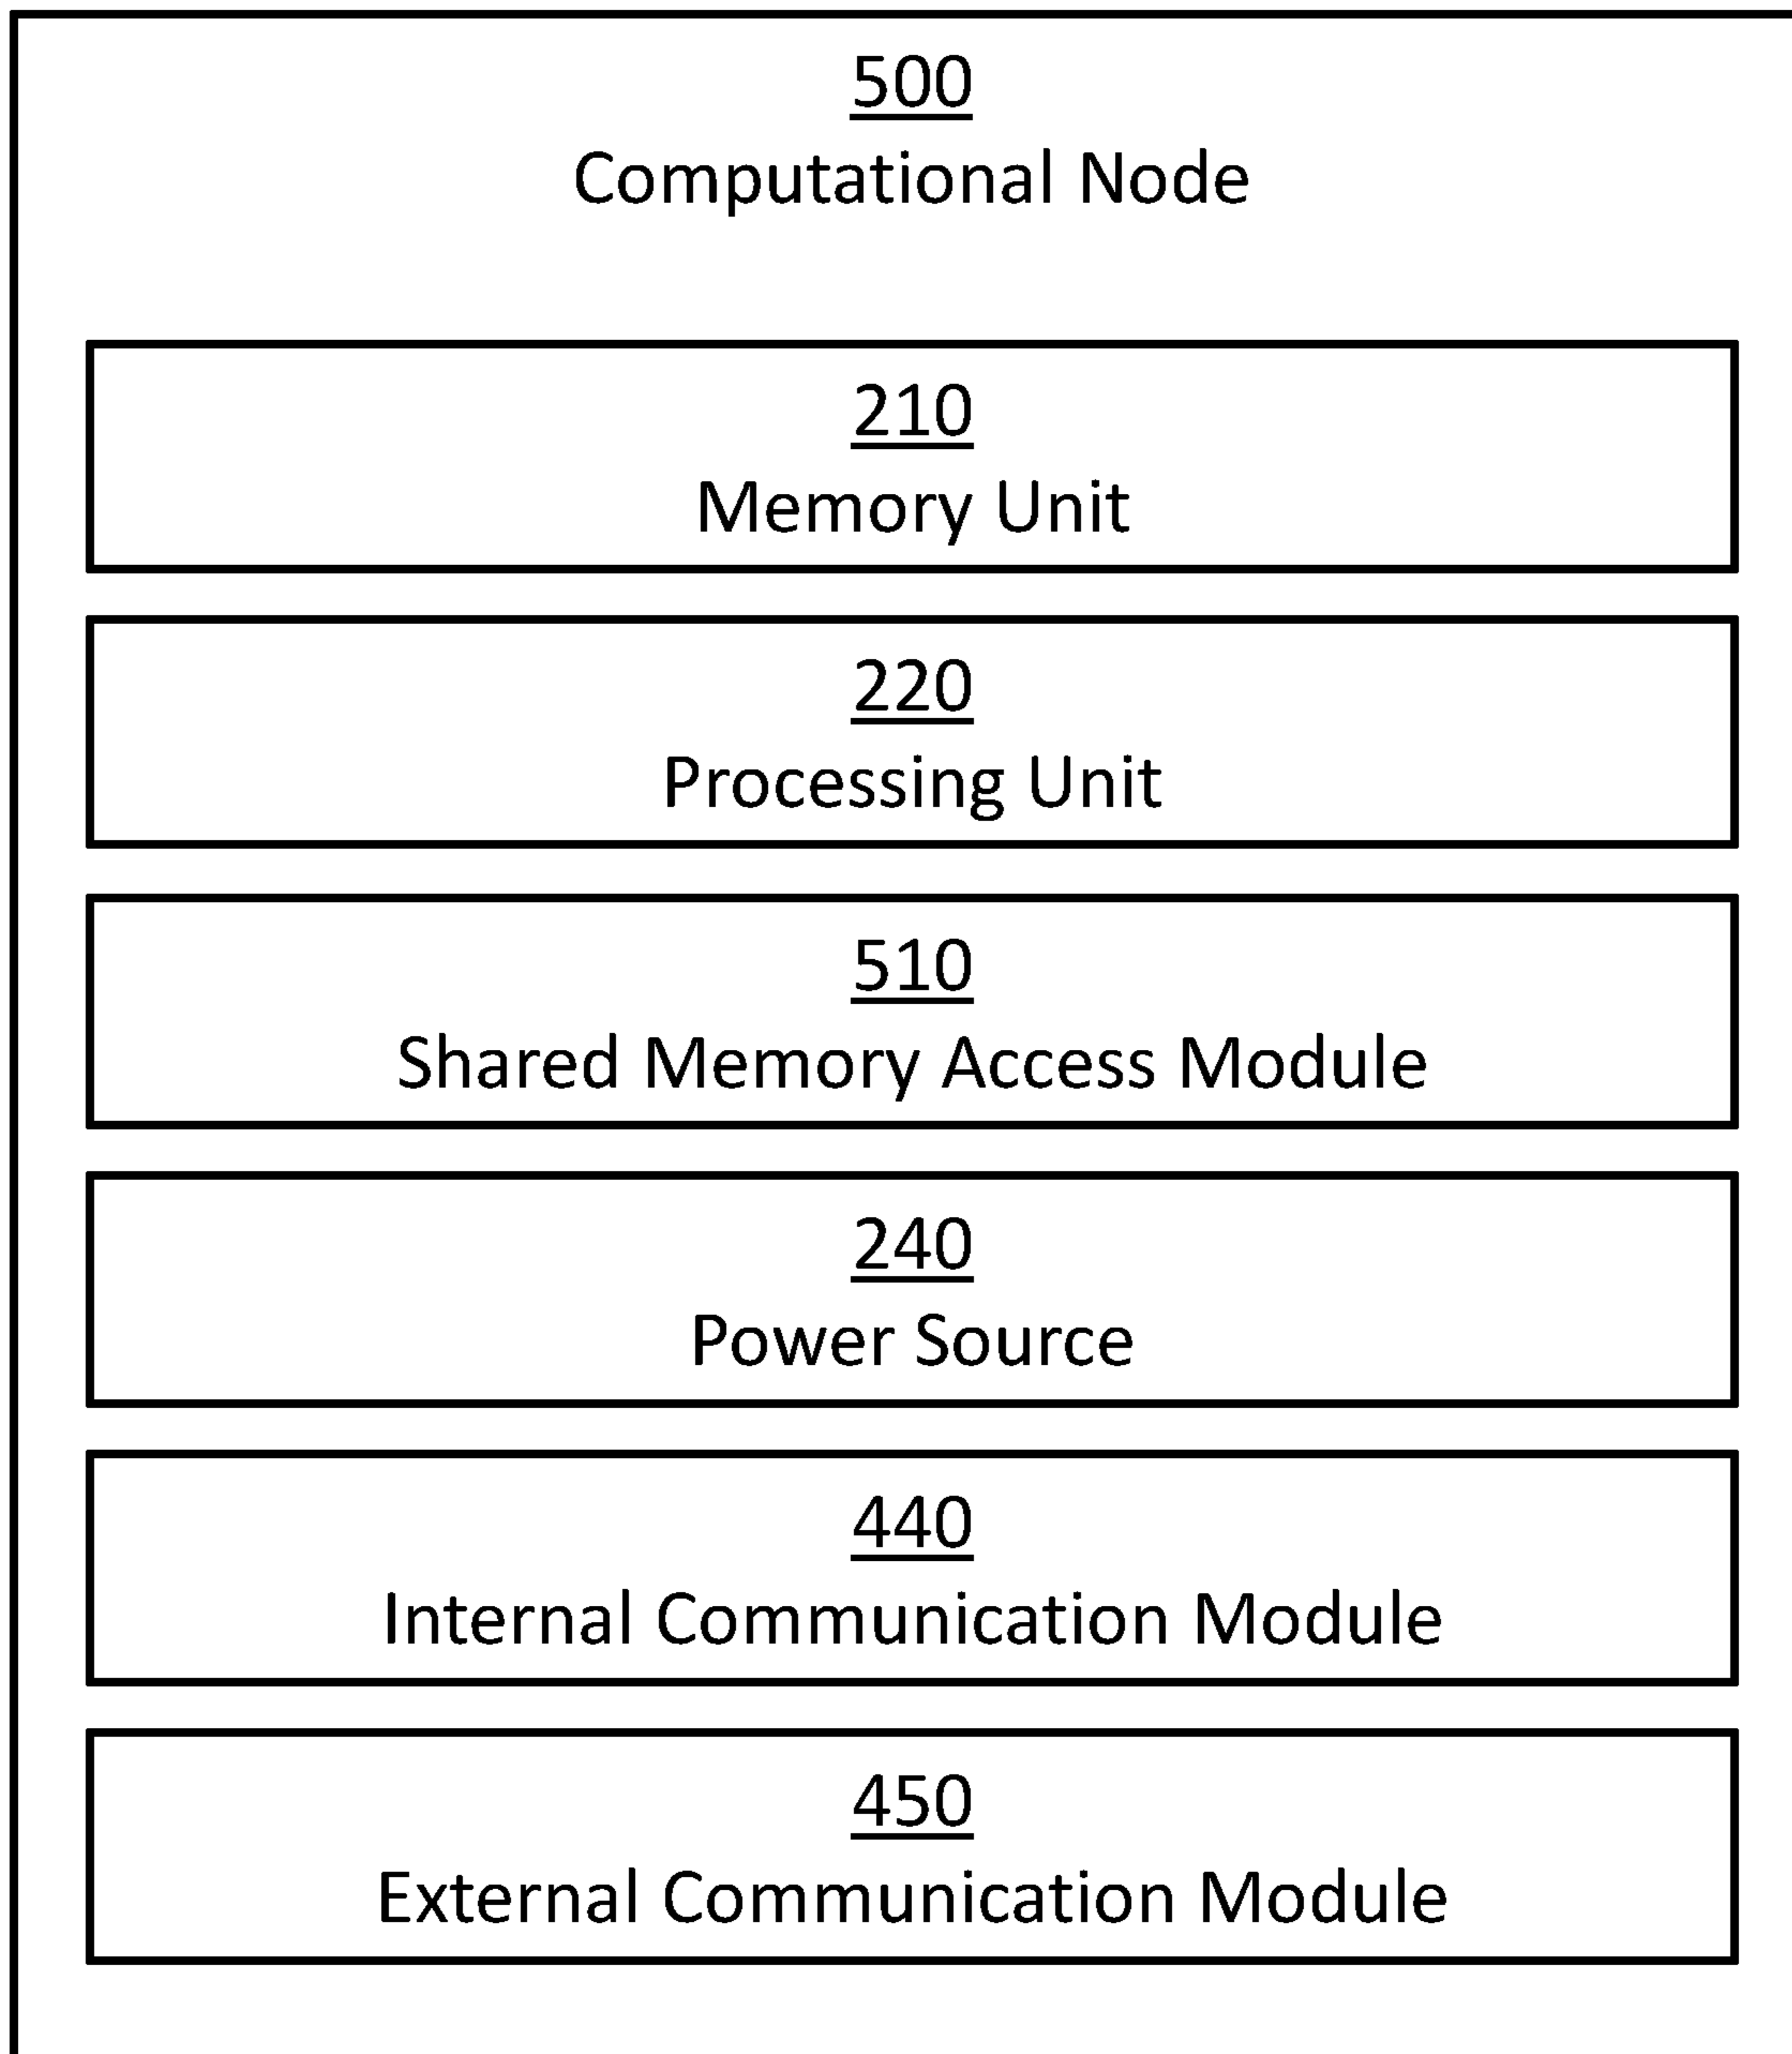 500
Computational Node
210
Memory Unit
220
Processing Unit
510
Shared Memory Access Module
240
Power Source
440
Internal Communication Module
450
External Communication Module